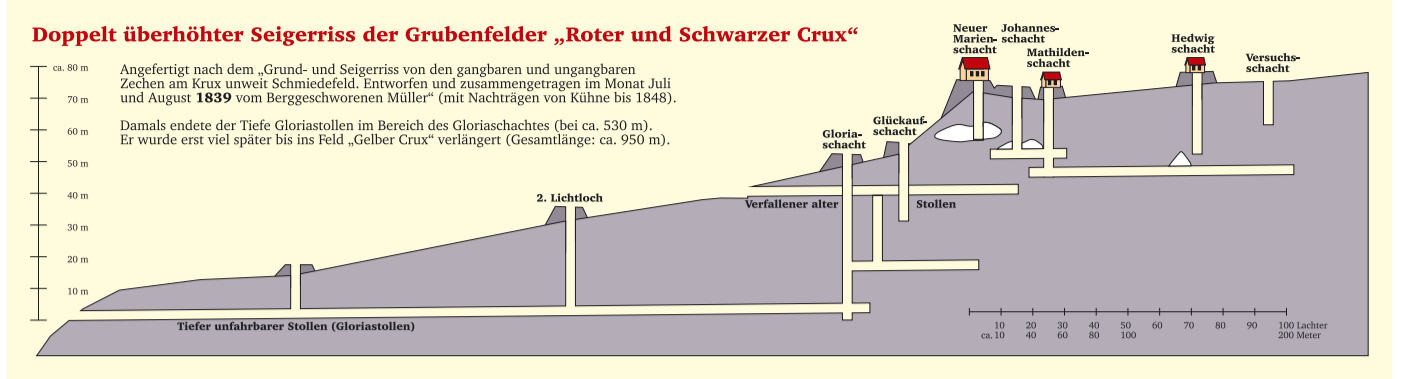 Doppelt überhöhter Seigerriss der Grubenfelder „Roter und Schwarzer Crux“
Angefertigt nach dem „Grund- und Seigerriss von den gangbaren und ungangbaren
Zechen am Krux unweit Schmiedefeld. Entworfen und zusammengetragen im Monat Juli
und August 1839 vom Berggeschworenen Müller“ (mit Nachträgen von Kühne bis 1848).
Damals endete der Tiefe Gloriastollen im Bereich des Gloriaschachtes (bei ca. 530 m).
Er wurde erst viel später bis ins Feld „Gelber Crux“ verlängert (Gesamtlänge: ca. 950 m).
ca. 80 m
70 m
60 m
50 m
40 m
30 m
20 m
10 m
Neuer
Marien-
schacht
Johannes-
schacht
Mathilden-
schacht
Hedwig
schacht
Versuchs-
schacht
Glückauf-
schacht
Gloria-
schacht
2. Lichtloch
Verfallener alter
Stollen
Tiefer unfahrbarer Stollen (Gloriastollen)
10 20 30 40 50 60 70 80 90 100 Lachter
ca. 10 40 60 80 100 200 Meter